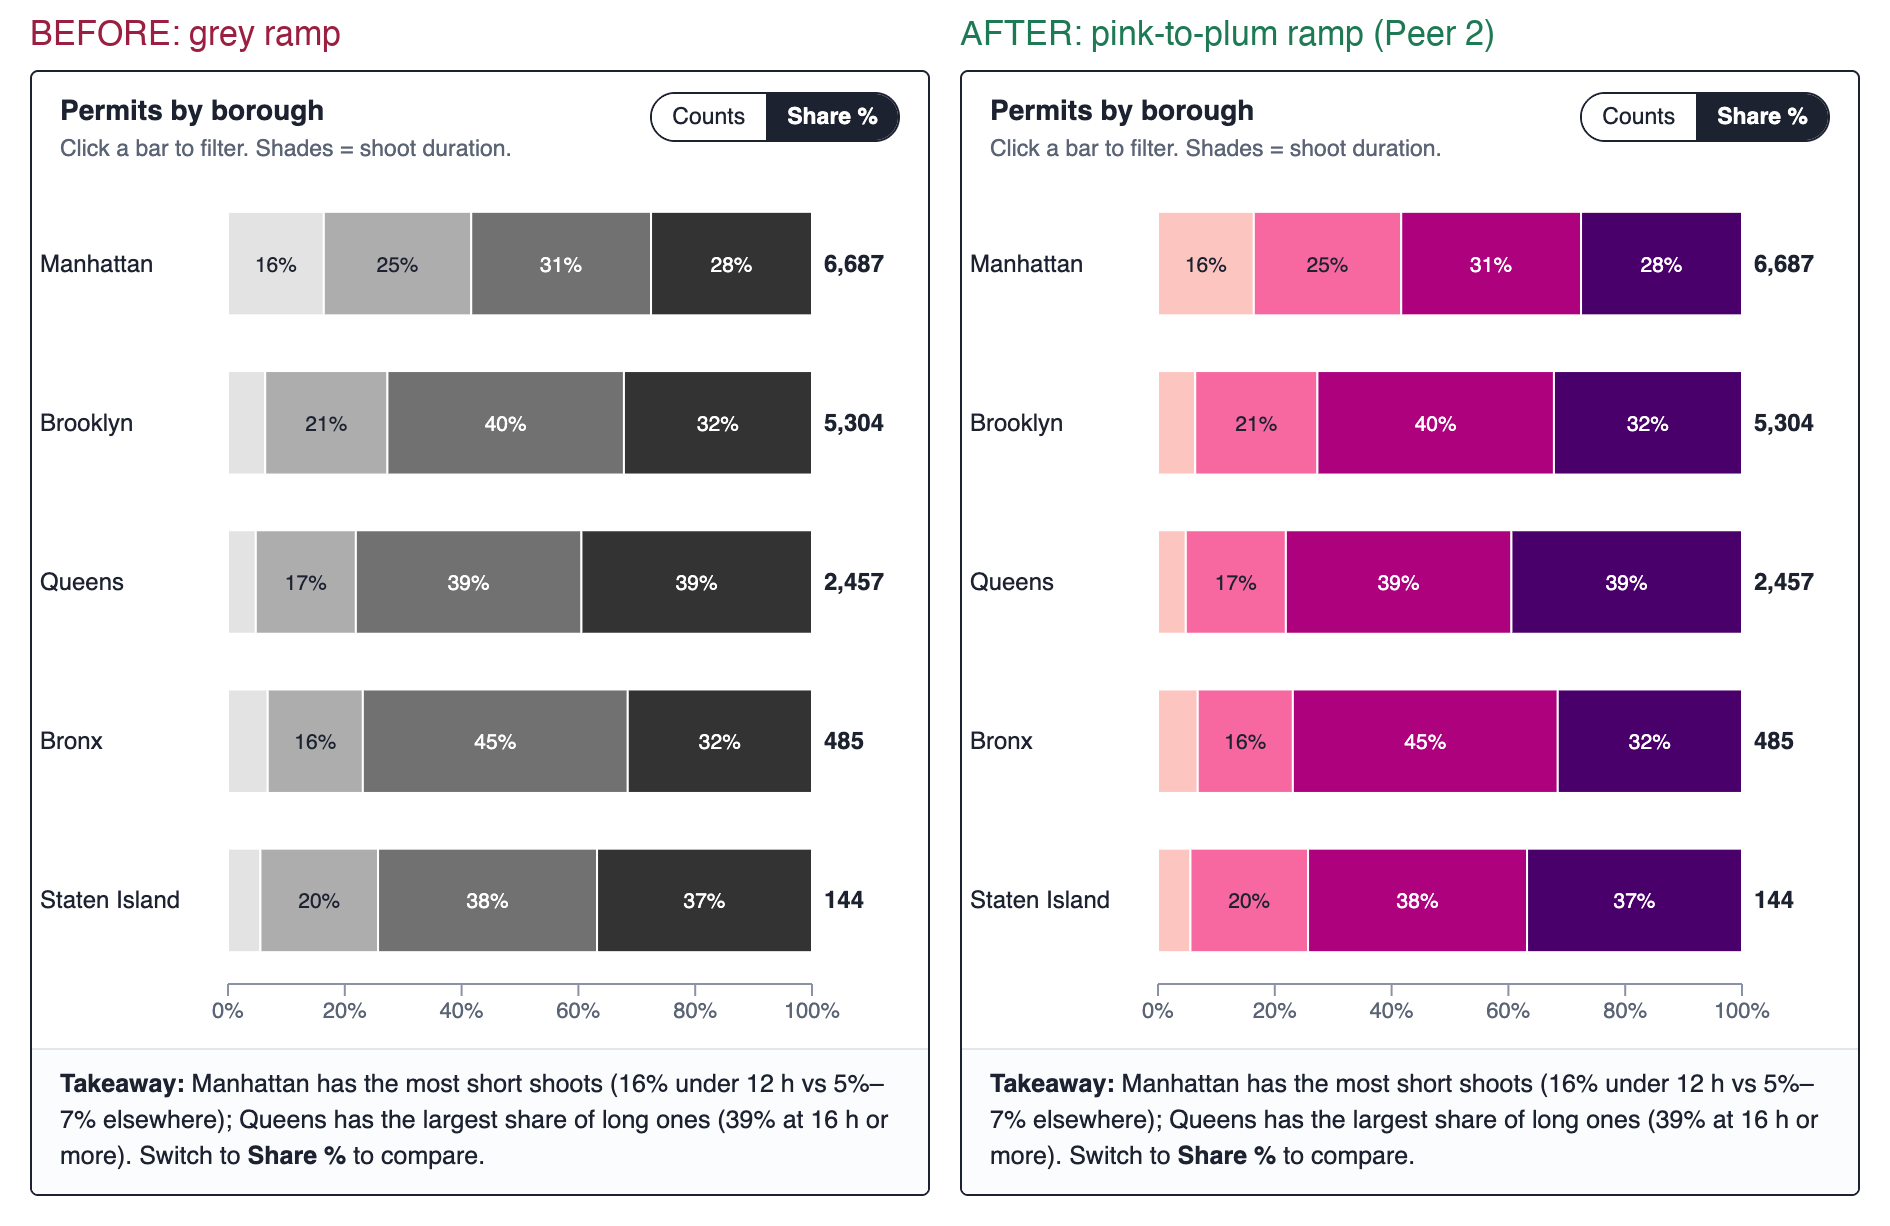 BEFORE: grey ramp
Permits by borough
Counts
Share %
Click a bar to filter. Shades = shoot duration.
Manhattan 16% 25% 31% 28% 6,687
Brooklyn 21% 40% 32% 5,304
Queens 17% 39% 39% 2,457
Bronx 16% 45% 32% 485
Staten Island 20% 38% 37% 144
0% 20% 40% 60% 80% 100%
Takeaway: Manhattan has the most short shoots (16% under 12 h vs 5%–
7% elsewhere); Queens has the largest share of long ones (39% at 16 h or
more). Switch to Share % to compare.
AFTER: pink-to-plum ramp (Peer 2)
Permits by borough
Counts
Share %
Click a bar to filter. Shades = shoot duration.
Manhattan 16% 25% 31% 28% 6,687
Brooklyn 21% 40% 32% 5,304
Queens 17% 39% 39% 2,457
Bronx 16% 45% 32% 485
Staten Island 20% 38% 37% 144
0% 20% 40% 60% 80% 100%
Takeaway: Manhattan has the most short shoots (16% under 12 h vs 5%–
7% elsewhere); Queens has the largest share of long ones (39% at 16 h or
more). Switch to Share % to compare.